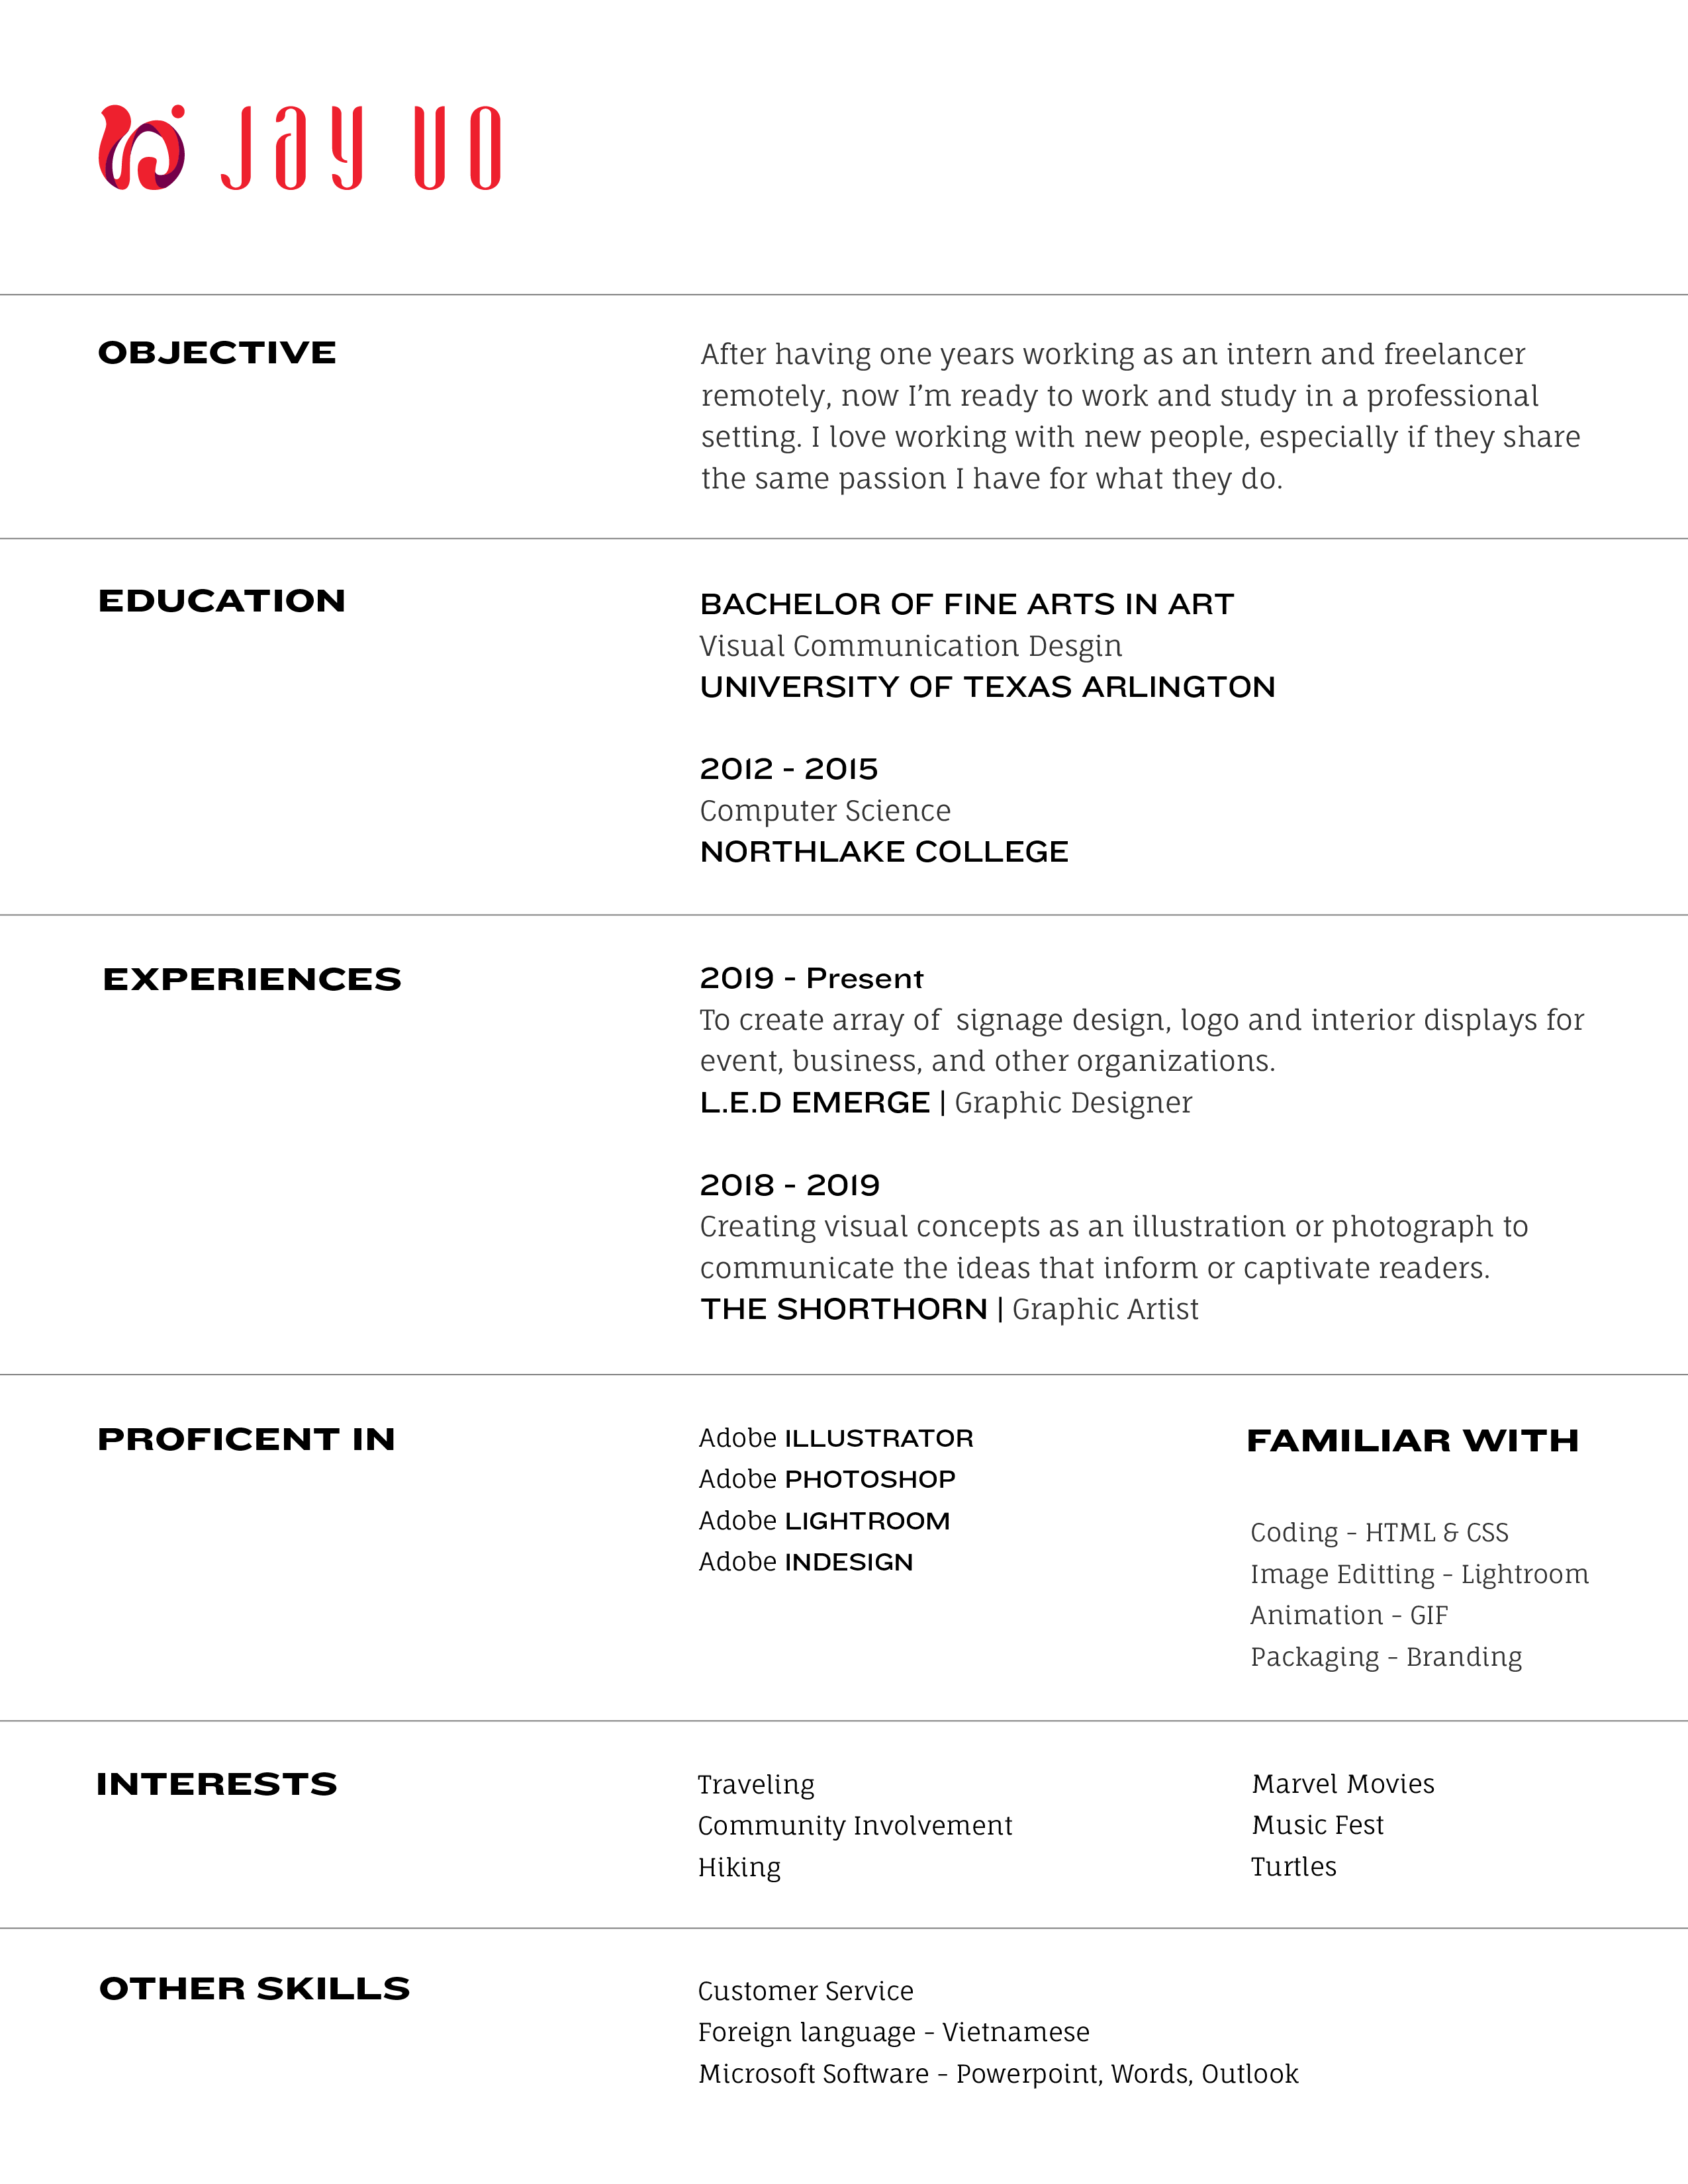 Jay Vo
OBJECTIVE
After having one years working as an intern and freelancer
remotely, now I’m ready to work and study in a professional
setting. I love working with new people, especially if they share
the same passion I have for what they do.
EDUCATION
BACHELOR OF FINE ARTS IN ART
Visual Communication Desgin
UNIVERSITY OF TEXAS ARLINGTON
2012 - 2015
Computer Science
NORTHLAKE COLLEGE
EXPERIENCES
2019 - Present
To create array of  signage design, logo and interior displays for
event, business, and other organizations.
L.E.D EMERGE | Graphic Designer
2018 - 2019
Creating visual concepts as an illustration or photograph to
communicate the ideas that inform or captivate readers.
THE SHORTHORN | Graphic Artist
PROFICENT IN
Adobe ILLUSTRATOR
Adobe PHOTOSHOP
Adobe LIGHTROOM
Adobe INDESIGN
FAMILIAR WITH
Coding - HTML & CSS
Image Editting - Lightroom
Animation - GIF
Packaging - Branding
INTERESTS
Traveling
Community Involvement
Hiking
Marvel Movies
Music Fest
Turtles
OTHER SKILLS
Customer Service
Foreign language - Vietnamese
Microsoft Software - Powerpoint, Words, Outlook